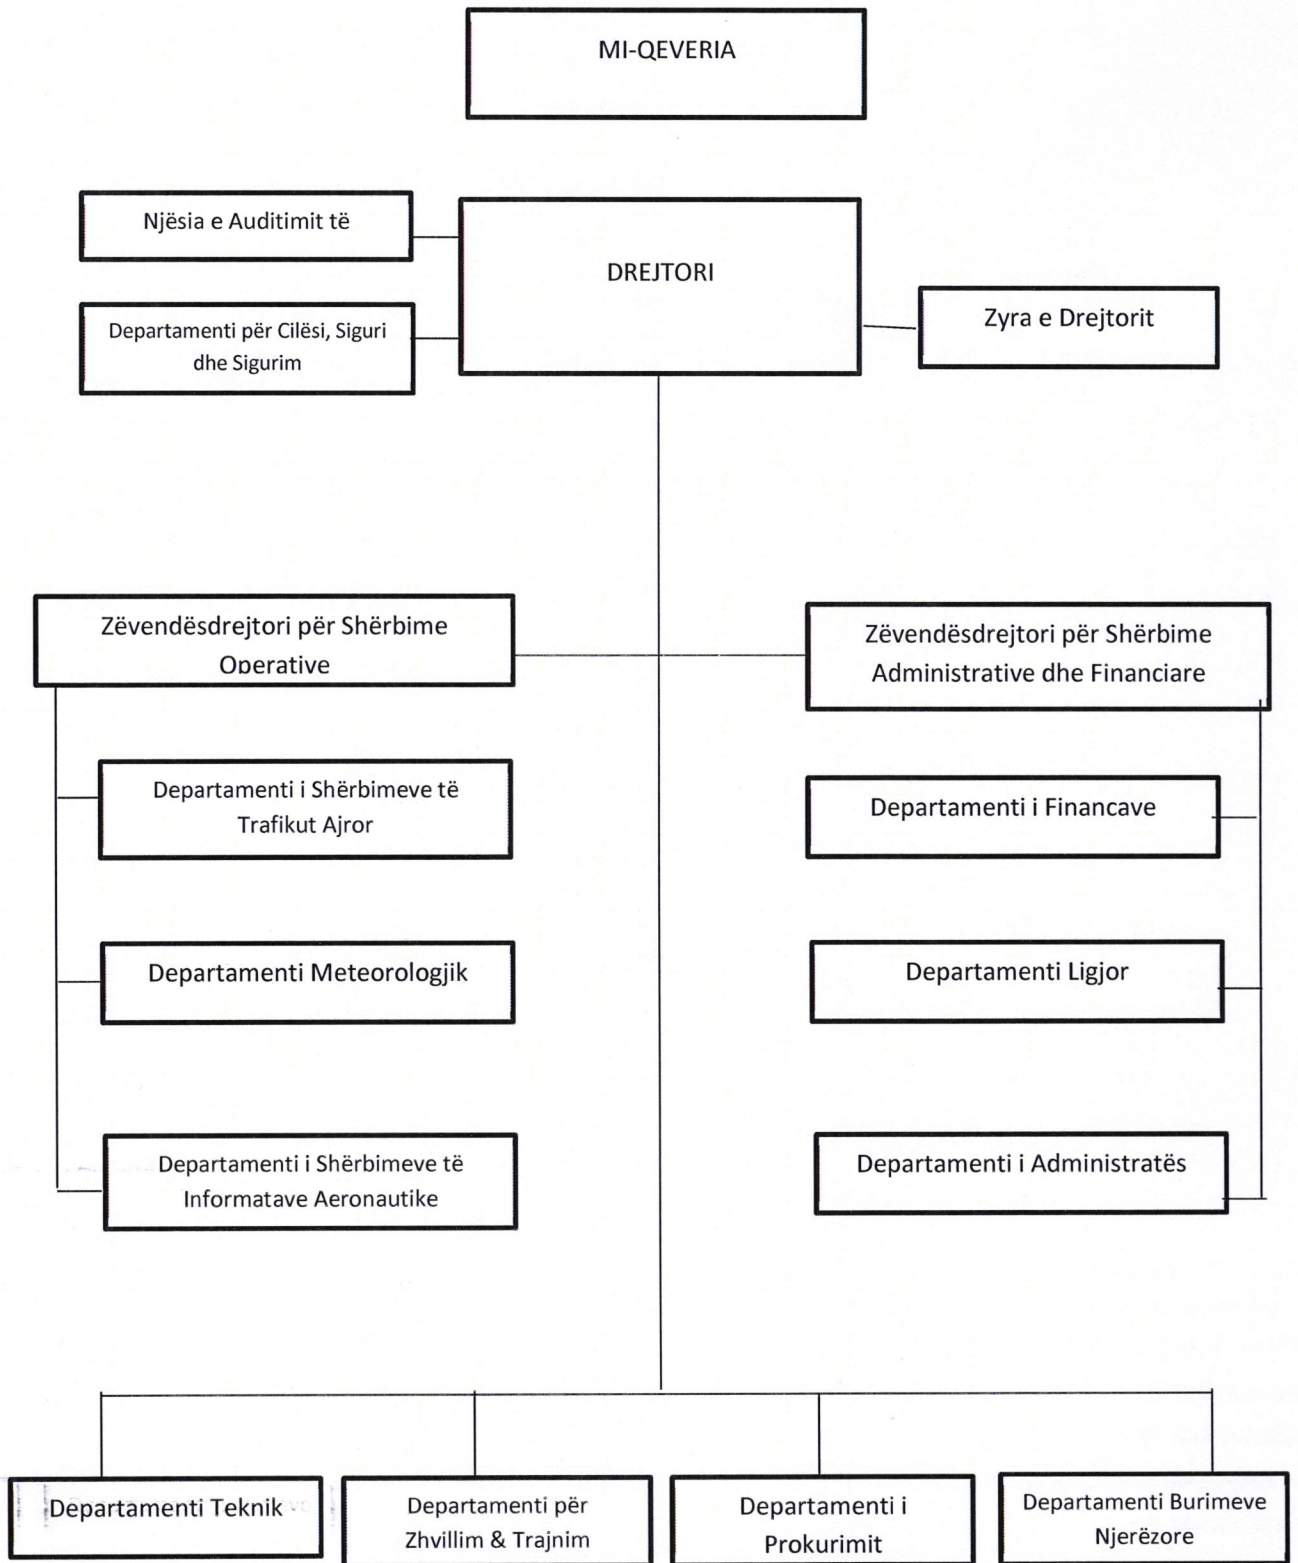 MI-QEVERIA
Njësia e Auditimit të
DREJTORI
Departamenti për Cilësi, Siguri
dhe Sigurim
Zyra e Drejtorit
Zëvendësdrejtori për Shërbime
Operative
Zëvendësdrejtori për Shërbime
Administrative dhe Financiare
Departamenti i Shërbimeve të
Trafikut Ajror
Departamenti i Financave
Departamenti Meteorologjik
Departamenti Ligjor
Departamenti i Shërbimeve të
Informatave Aeronautike
Departamenti i Administratës
Departamenti Teknik
Departamenti për
Zhvillim & Trajnim
Departamenti i
Prokurimit
Departamenti Burimeve
Njerëzore